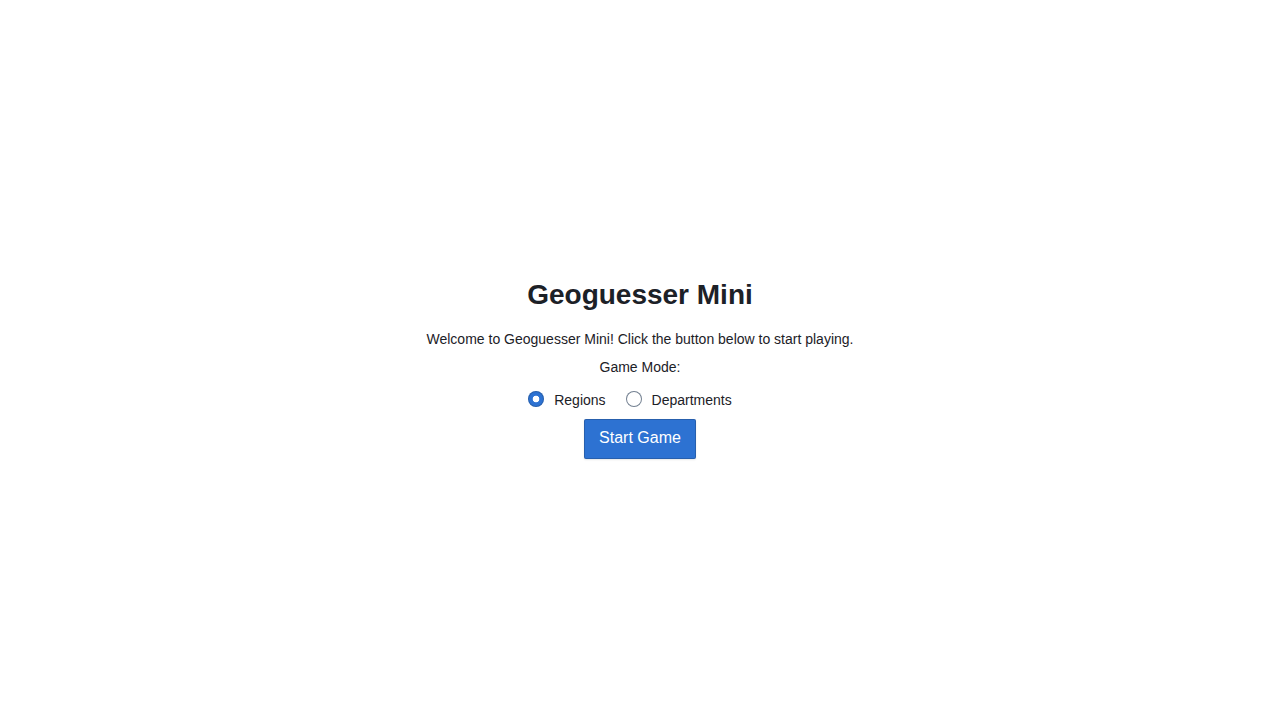 Geoguesser Mini
Welcome to Geoguesser Mini! Click the button below to start playing.
Game Mode:
Regions Departments
Start Game